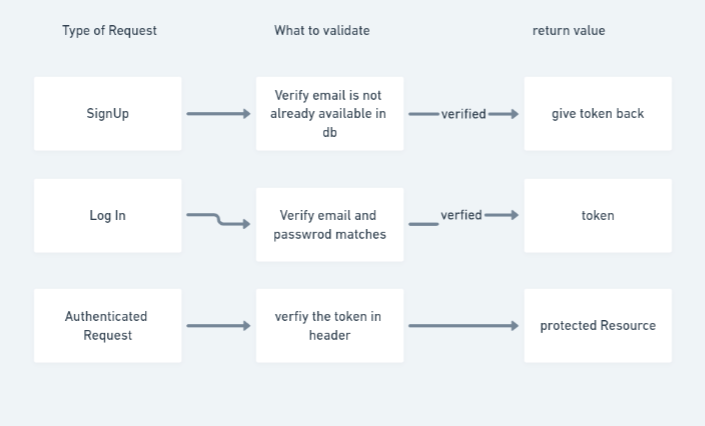 Type of Request
What to validate
return value
SignUp
Verify email is not
already available in
db
verified
give token back
Log In
Verify email and
passwrod matches
verfied
token
Authenticated
Request
verfiy the token in
header
protected Resource